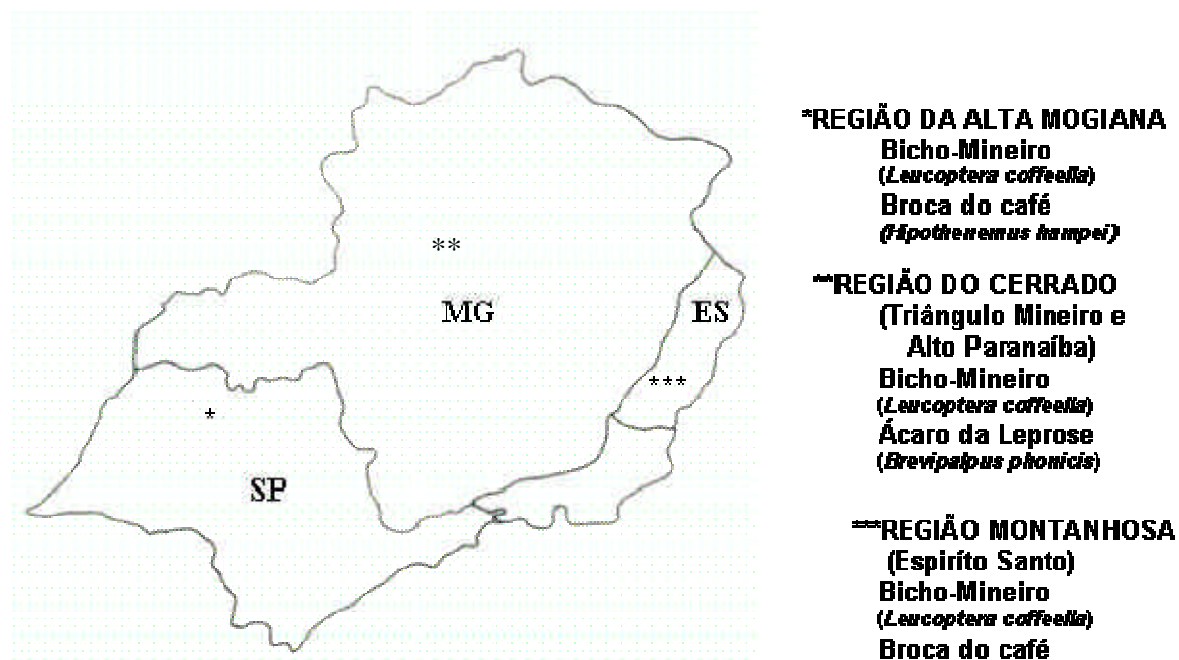 **
MG
ES
***
*
SP
*REGIÃO DA ALTA MOGIANA
Bicho-Mineiro
(Leucoptera coffeella)
Broca do café
(Hipothenemus hampei)
**REGIÃO DO CERRADO
(Triângulo Mineiro e
Alto Paranaíba)
Bicho-Mineiro
(Leucoptera coffeella)
Ácaro da Leprose
(Brevipalpus phonicis)
***REGIÃO MONTANHOSA
(Espiríto Santo)
Bicho-Mineiro
(Leucoptera coffeella)
Broca do café